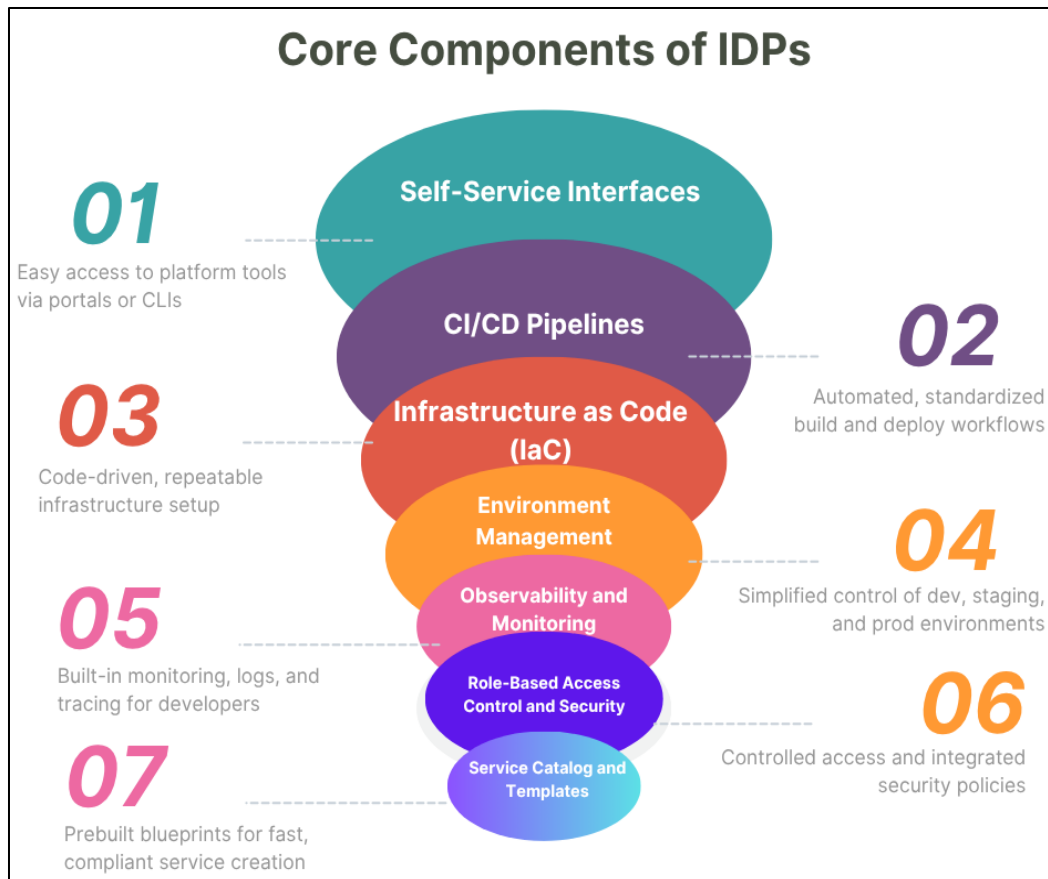 Core Components of IDPs
Self-Service Interfaces
01
Easy access to platform tools
via portals or CLIs
CI/CD Pipelines
02
Automated, standardized
build and deploy workflows
Infrastructure as Code
(IaC)
03
Code-driven, repeatable
infrastructure setup
Environment
Management
04
Simplified control of dev, staging,
and prod environments
Observability and
Monitoring
05
Built-in monitoring, logs, and
tracing for developers
Role-Based Access
Control and Security
06
Controlled access and integrated
security policies
Service Catalog and
Templates
07
Prebuilt blueprints for fast,
compliant service creation